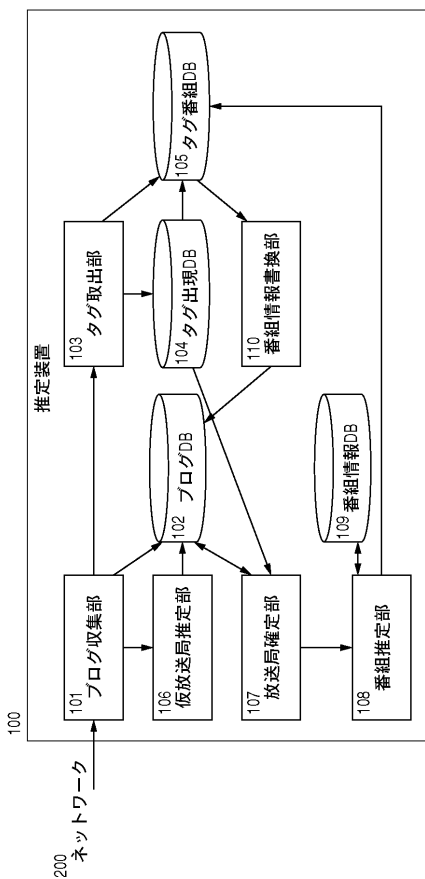 100
推定装置
200
ネットワーク
101
ブログ収集部
103
タグ取出部
102 ブログDB
104 タグ出現DB
105 タグ番組DB
106
仮放送局推定部
107
放送局確定部
110
番組情報書換部
108
番組推定部
109 番組情報DB